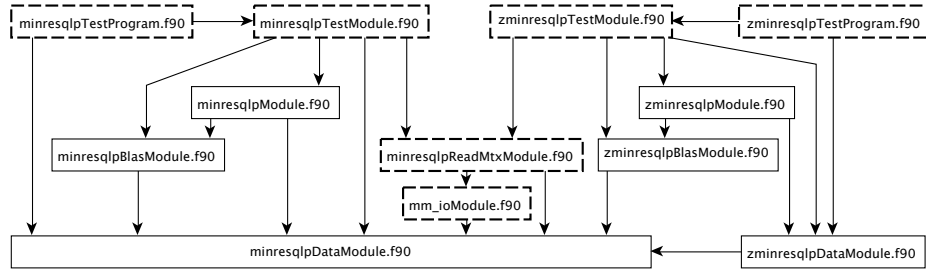 minresqlpTestProgram.f90
minresqlpTestModule.f90
zminresqlpTestModule.f90
zminresqlpTestProgram.f90
minresqlpModule.f90
zminresqlpModule.f90
minresqlpBlasModule.f90
minresqlpReadMtxModule.f90
zminresqlpBlasModule.f90
mm_ioModule.f90
minresqlpDataModule.f90
zminresqlpDataModule.f90